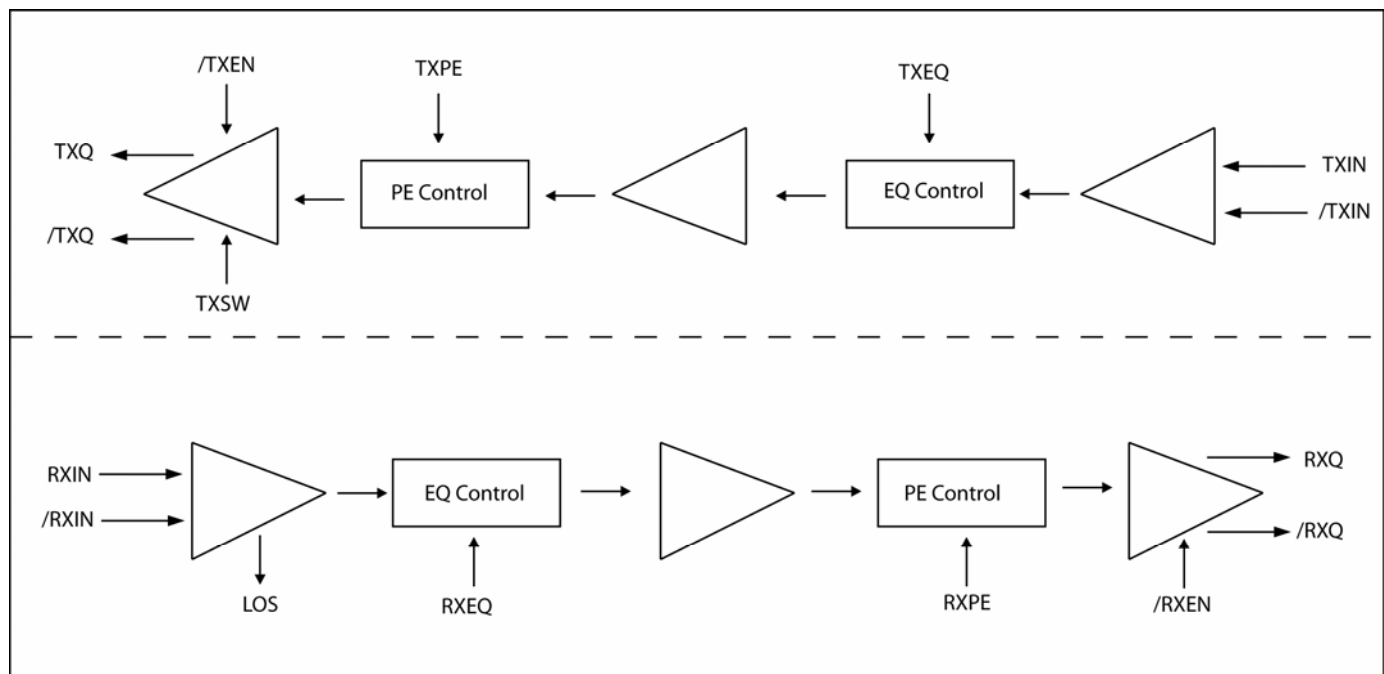 /TXEN
TXPE
TXEQ
TXQ
PE Control
EQ Control
TXIN
/TXQ
/TXIN
TXSW
RXIN
EQ Control
PE Control
RXQ
/RXIN
/RXQ
LOS
RXEQ
RXPE
/RXEN